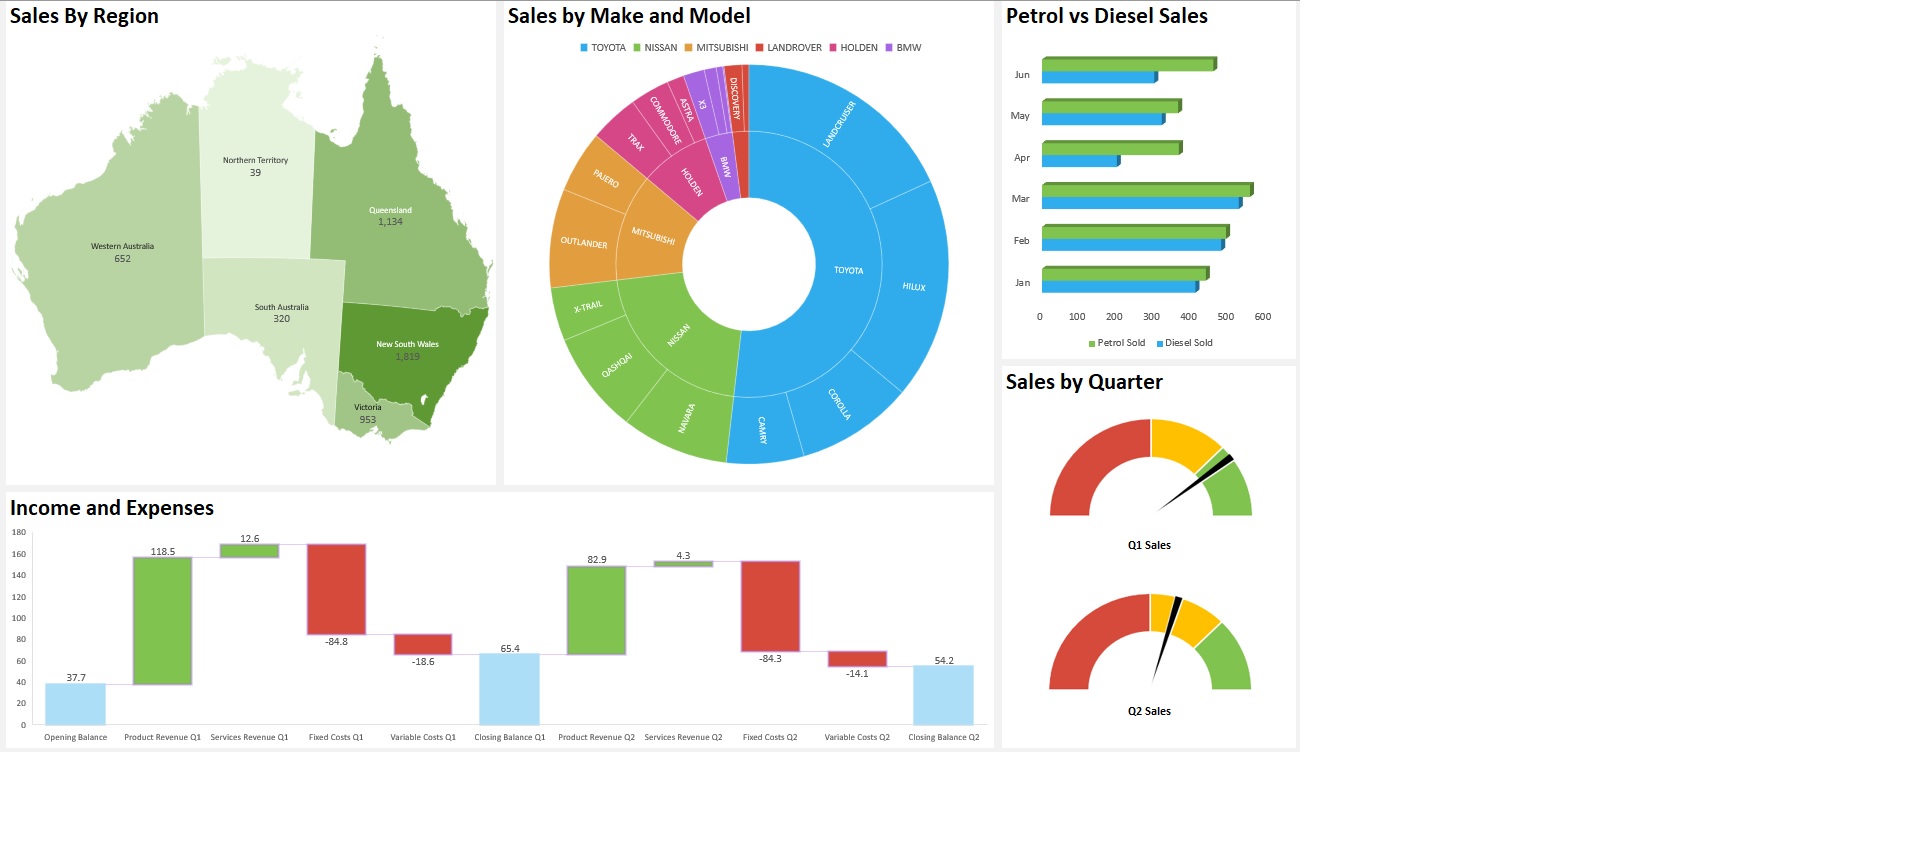 Sales By Region
Northern Territory
39
Queensland
1,134
Western Australia
652
South Australia
320
New South Wales
1,819
Victoria
953
Sales by Make and Model
TOYOTA NISSAN MITSUBISHI LANDROVER HOLDEN BMW
LANDCRUISER
HILUX
COROLLA
CAMRY
NAVARA
QASHQAI
X-TRAIL
OUTLANDER
PAJERO
TRAX
COMMODORE
ASTRA
X3
DISCOVERY
TOYOTA
NISSAN
MITSUBISHI
HOLDEN
BMW
Petrol vs Diesel Sales
Jun
May
Apr
Mar
Feb
Jan
0 100 200 300 400 500 600
Petrol Sold Diesel Sold
Sales by Quarter
Q1 Sales
Q2 Sales
Income and Expenses
180
160
140
120
100
80
60
40
20
0
37.7
118.5
12.6
-84.8
-18.6
65.4
82.9
4.3
-84.3
-14.1
54.2
Opening Balance Product Revenue Q1 Services Revenue Q1 Fixed Costs Q1 Variable Costs Q1 Closing Balance Q1 Product Revenue Q2 Services Revenue Q2 Fixed Costs Q2 Variable Costs Q2 Closing Balance Q2